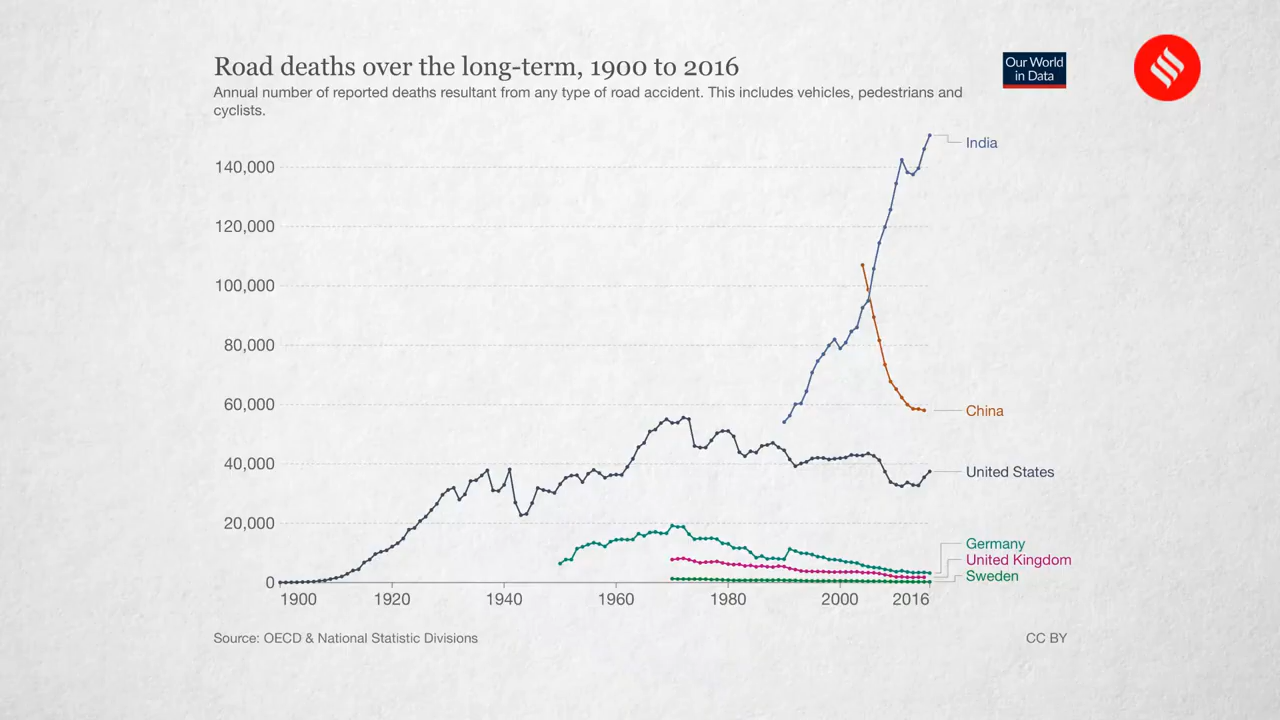 Road deaths over the long-term, 1900 to 2016
Our World
in Data
Annual number of reported deaths resultant from any type of road accident. This includes vehicles, pedestrians and
cyclists.
India
140,000
120,000
100,000
80,000
60,000
China
40,000
United States
20,000
Germany
United Kingdom
Sweden
0
1900 1920 1940 1960 1980 2000 2016
Source: OECD & National Statistic Divisions
CC BY